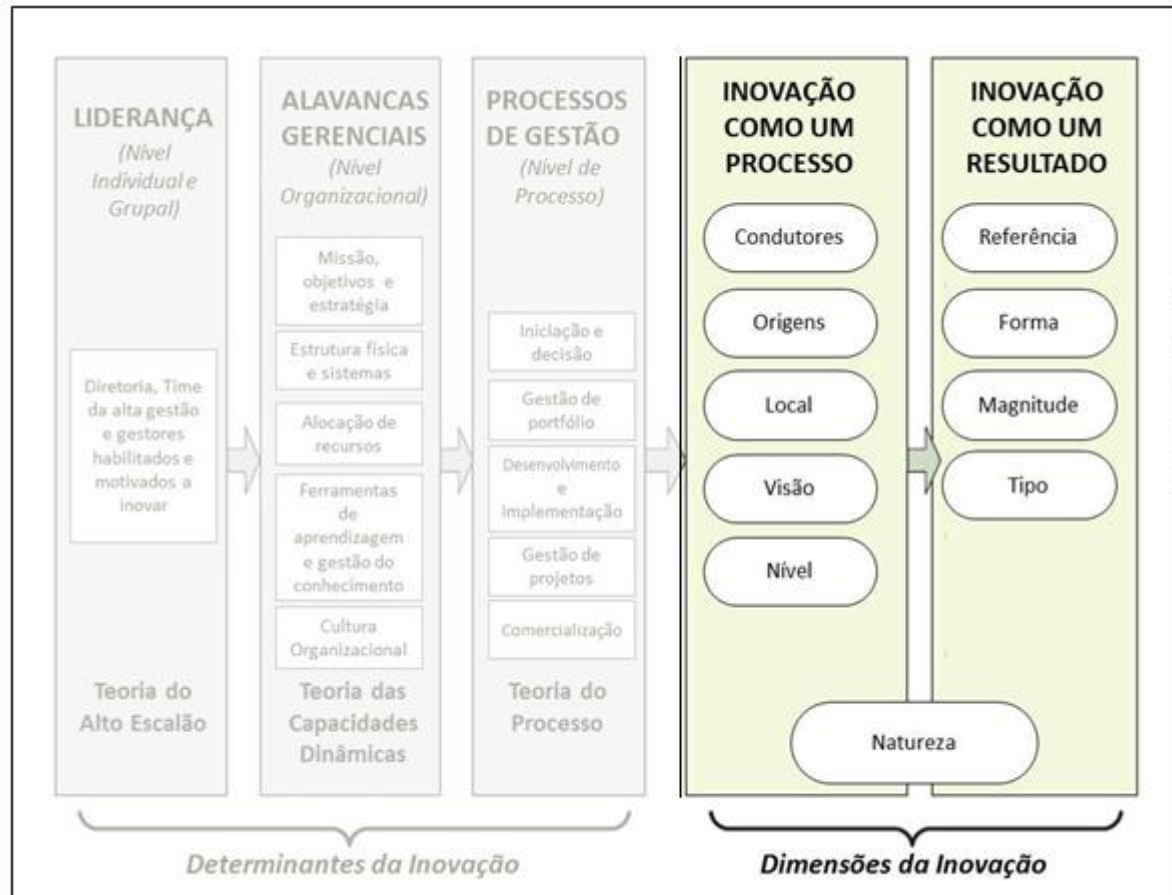 LIDERANÇA
(Nível
Individual e
Grupal)
Diretoria, Time
da alta gestão
e gestores
habilitados e
motivados a
inovar
Teoria do
Alto Escalão
ALAVANCAS
GERENCIAIS
(Nível
Organizacional)
Missão,
objetivos e
estratégia
Estrutura física
e sistemas
Alocação de
recursos
Ferramentas
de
aprendizagem
e gestão do
conhecimento
Cultura
Organizacional
Teoria das
Capacidades
Dinâmicas
PROCESSOS
DE GESTÃO
(Nível de
Processo)
Iniciação e
decisão
Gestão de
portfólio
Desenvolvimento
e
implementação
Gestão de
projetos
Comercialização
Teoria do
Processo
INOVAÇÃO
COMO UM
PROCESSO
Condutores
Origens
Local
Visão
Nível
INOVAÇÃO
COMO UM
RESULTADO
Referência
Forma
Magnitude
Tipo
Natureza
Determinantes da Inovação
Dimensões da Inovação